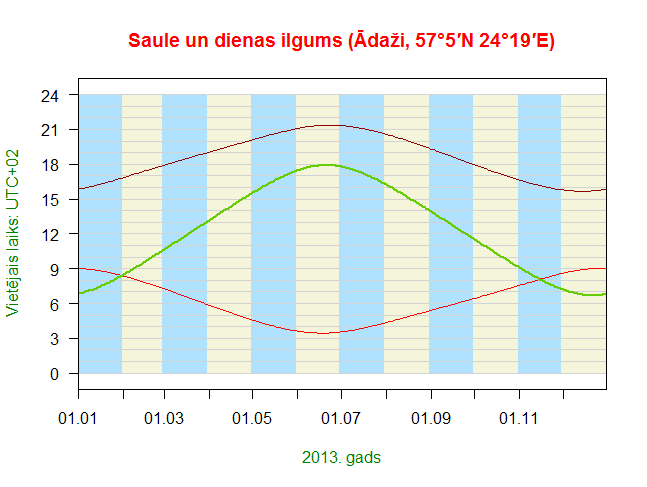 Saule un dienas ilgums (Ādaži, 57°5′N 24°19′E)
Vietējais laiks: UTC+02
24
21
18
15
12
9
6
3
0
01.01 01.03 01.05 01.07 01.09 01.11
2013. gads